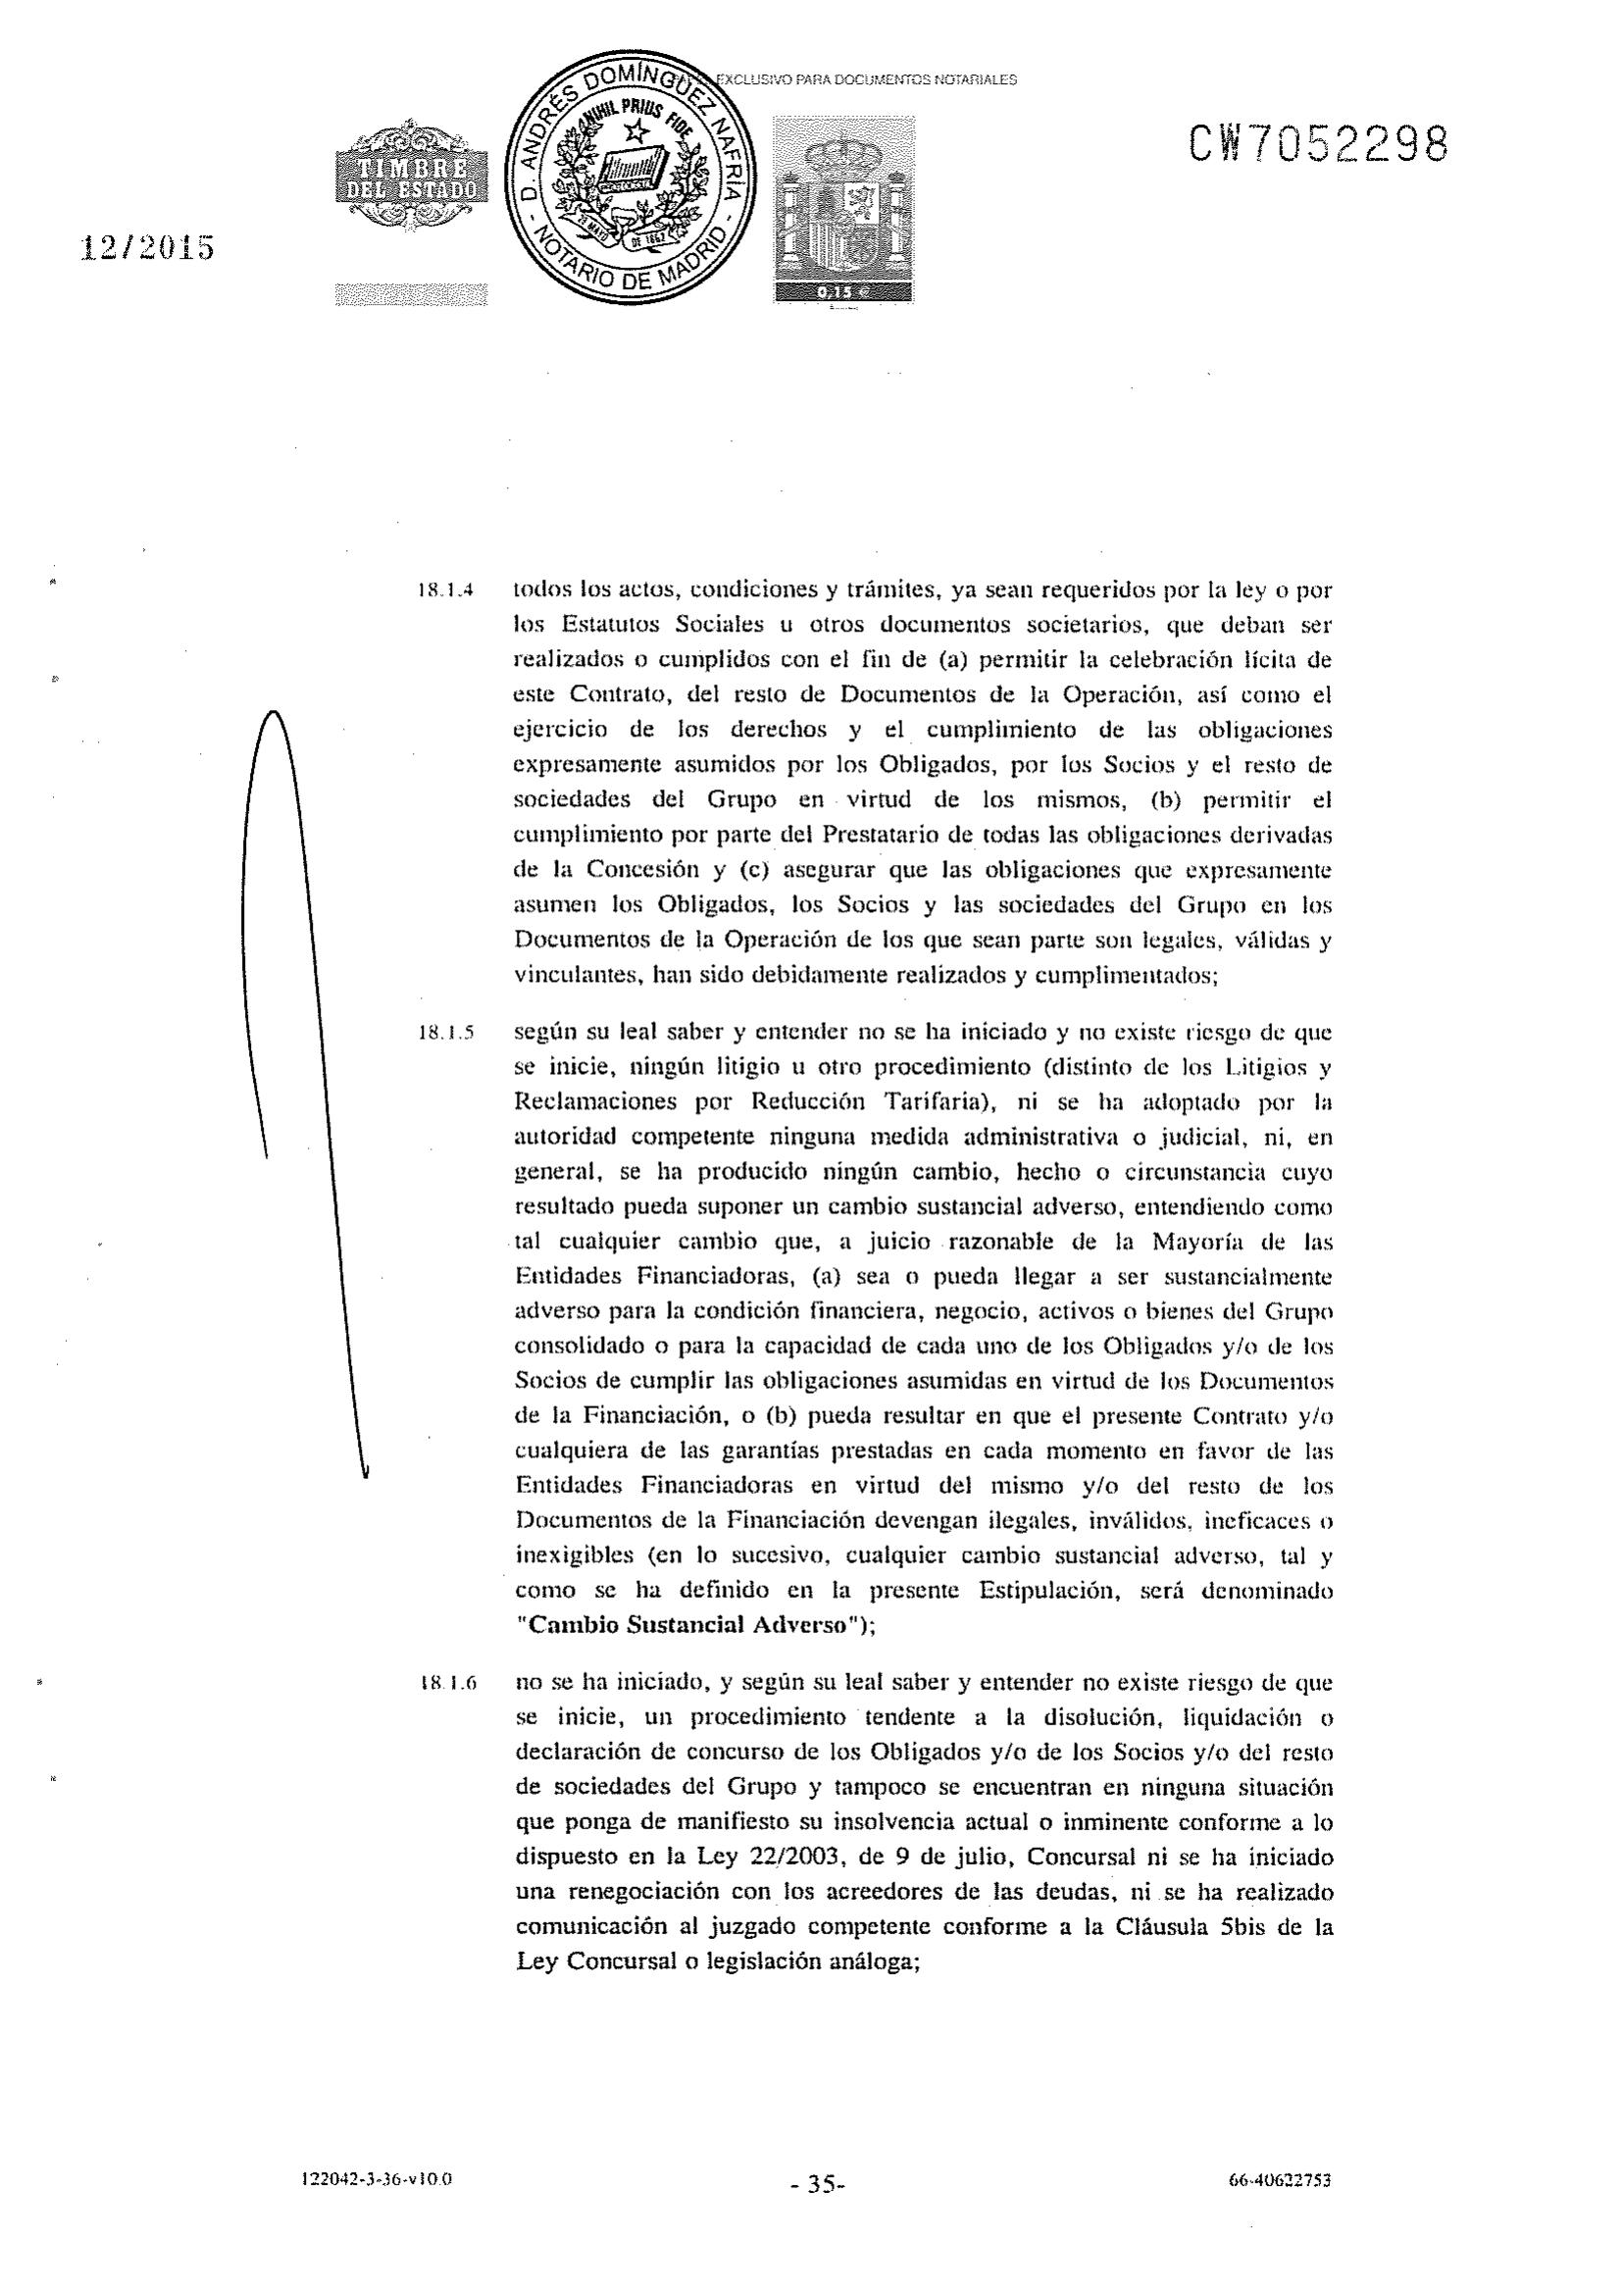 EXCLUSIVO PARA DOCUMENTOS NOTARIALES
D. ANDRÉS DOMÍNGUEZ NAFRÍA - NOTARIO DE MADRID -
NIHIL PRIUS FIDE
DE 1862
TIMBRE
DEL ESTADO
0,15 €
CW7052298
12/2015
18.1.4 todos los actos, condiciones y trámites, ya sean requeridos por la ley o por
los Estatutos Sociales u otros documentos societarios, que deban ser
realizados o cumplidos con el fin de (a) permitir la celebración lícita de
este Contrato, del resto de Documentos de la Operación, así como el
ejercicio de los derechos y el cumplimiento de las obligaciones
expresamente asumidos por los Obligados, por los Socios y el resto de
sociedades del Grupo en virtud de los mismos, (b) permitir el
cumplimiento por parte del Prestatario de todas las obligaciones derivadas
de la Concesión y (c) asegurar que las obligaciones que expresamente
asumen los Obligados, los Socios y las sociedades del Grupo en los
Documentos de la Operación de los que sean parte son legales, válidas y
vinculantes, han sido debidamente realizados y cumplimentados;
18.1.5 según su leal saber y entender no se ha iniciado y no existe riesgo de que
se inicie, ningún litigio u otro procedimiento (distinto de los Litigios y
Reclamaciones por Reducción Tarifaria), ni se ha adoptado por la
autoridad competente ninguna medida administrativa o judicial, ni, en
general, se ha producido ningún cambio, hecho o circunstancia cuyo
resultado pueda suponer un cambio sustancial adverso, entendiendo como
tal cualquier cambio que, a juicio razonable de la Mayoría de las
Entidades Financiadoras, (a) sea o pueda llegar a ser sustancialmente
adverso para la condición financiera, negocio, activos o bienes del Grupo
consolidado o para la capacidad de cada uno de los Obligados y/o de los
Socios de cumplir las obligaciones asumidas en virtud de los Documentos
de la Financiación, o (b) pueda resultar en que el presente Contrato y/o
cualquiera de las garantías prestadas en cada momento en favor de las
Entidades Financiadoras en virtud del mismo y/o del resto de los
Documentos de la Financiación devengan ilegales, inválidos, ineficaces o
inexigibles (en lo sucesivo, cualquier cambio sustancial adverso, tal y
como se ha definido en la presente Estipulación, será denominado
"Cambio Sustancial Adverso");
18.1.6 no se ha iniciado, y según su leal saber y entender no existe riesgo de que
se inicie, un procedimiento tendente a la disolución, liquidación o
declaración de concurso de los Obligados y/o de los Socios y/o del resto
de sociedades del Grupo y tampoco se encuentran en ninguna situación
que ponga de manifiesto su insolvencia actual o inminente conforme a lo
dispuesto en la Ley 22/2003, de 9 de julio, Concursal ni se ha iniciado
una renegociación con los acreedores de las deudas, ni se ha realizado
comunicación al juzgado competente conforme a la Cláusula 5bis de la
Ley Concursal o legislación análoga;
122042-3-36-v10.0
- 35-
66-40622753